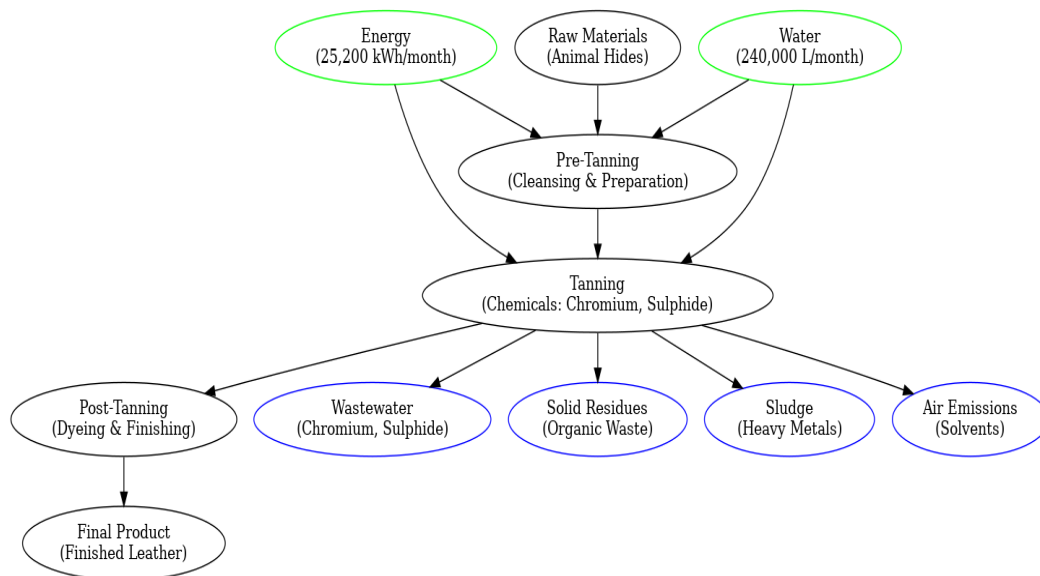 Energy
(25,200 kWh/month)
Raw Materials
(Animal Hides)
Water
(240,000 L/month)
Pre-Tanning
(Cleansing & Preparation)
Tanning
(Chemicals: Chromium, Sulphide)
Post-Tanning
(Dyeing & Finishing)
Wastewater
(Chromium, Sulphide)
Solid Residues
(Organic Waste)
Sludge
(Heavy Metals)
Air Emissions
(Solvents)
Final Product
(Finished Leather)